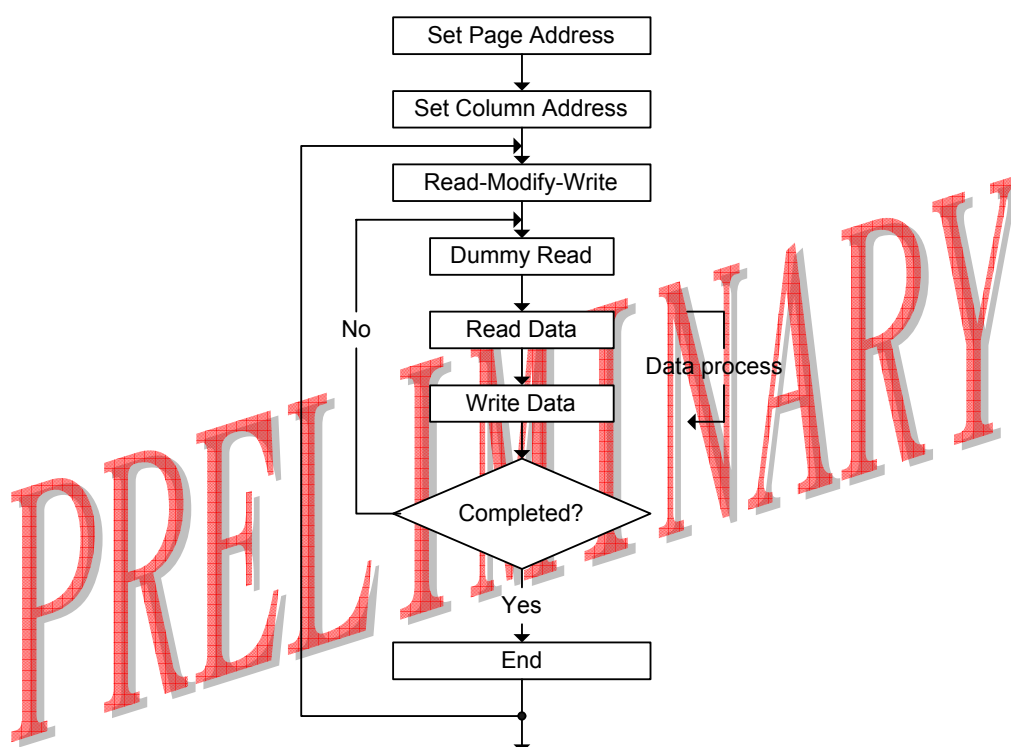 Set Page Address
Set Column Address
Read-Modify-Write
Dummy Read
No
Read Data
Data process
Write Data
Completed?
Yes
End
PRELIMINARY